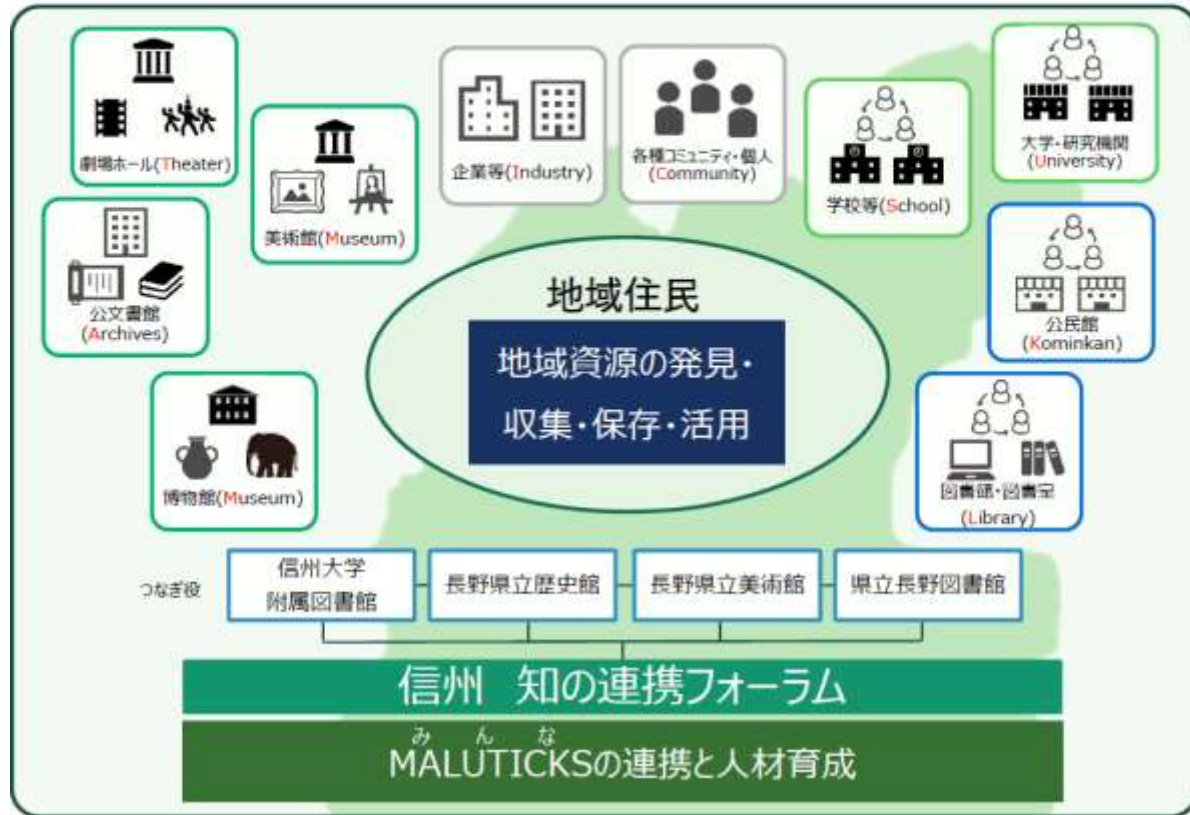 劇場ホール(Theater)
美術館(Museum)
企業等(Industry)
各種コミュニティ・個人
(Community)
学校等(School)
大学・研究機関
(University)
公文書館
(Archives)
公民館
(Kominkan)
博物館(Museum)
図書館・図書室
(Library)
地域住民
地域資源の発見・
収集・保存・活用
つなぎ役
信州大学
附属図書館
長野県立歴史館
長野県立美術館
県立長野図書館
信州 知の連携フォーラム
みんな
MALUTICKSの連携と人材育成